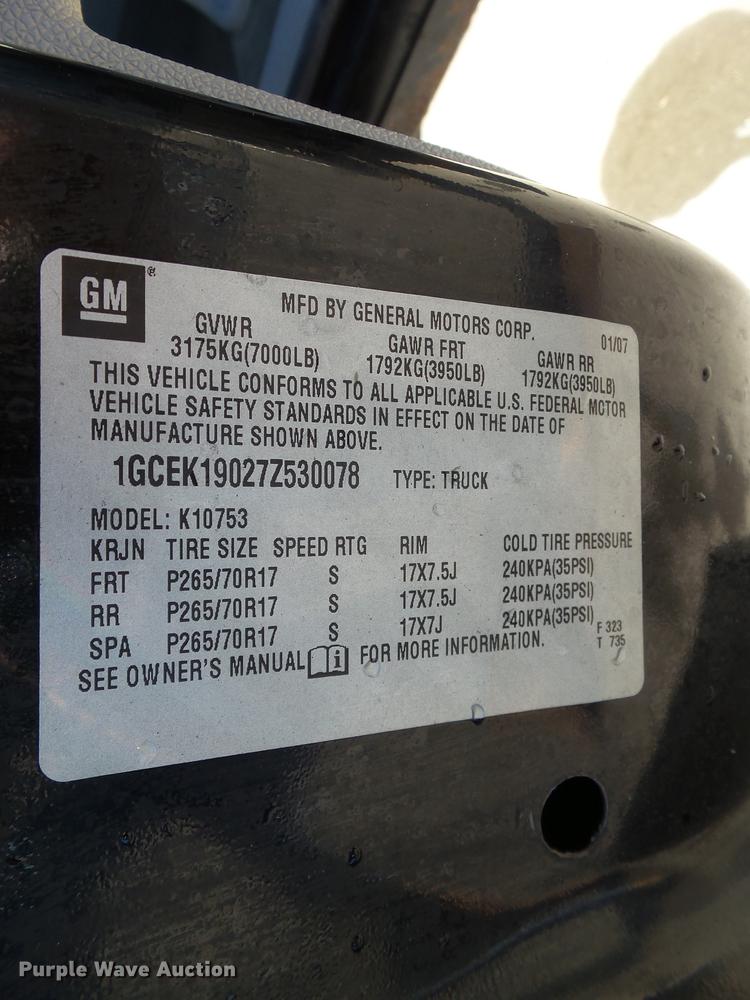 GM®
MFD BY GENERAL MOTORS CORP. 01/07
GVWR GAWR FRT GAWR RR
3175KG(7000LB) 1792KG(3950LB) 1792KG(3950LB)
THIS VEHICLE CONFORMS TO ALL APPLICABLE U.S. FEDERAL MOTOR
VEHICLE SAFETY STANDARDS IN EFFECT ON THE DATE OF
MANUFACTURE SHOWN ABOVE.
1GCEK19027Z530078 TYPE: TRUCK
MODEL: K10753
KRJN TIRE SIZE SPEED RTG RIM COLD TIRE PRESSURE
FRT P265/70R17 S 17X7.5J 240KPA(35PSI)
RR P265/70R17 S 17X7.5J 240KPA(35PSI)
SPA P265/70R17 S 17X7J 240KPA(35PSI)
SEE OWNER'S MANUAL i FOR MORE INFORMATION.
F 323
T 735
Purple Wave Auction